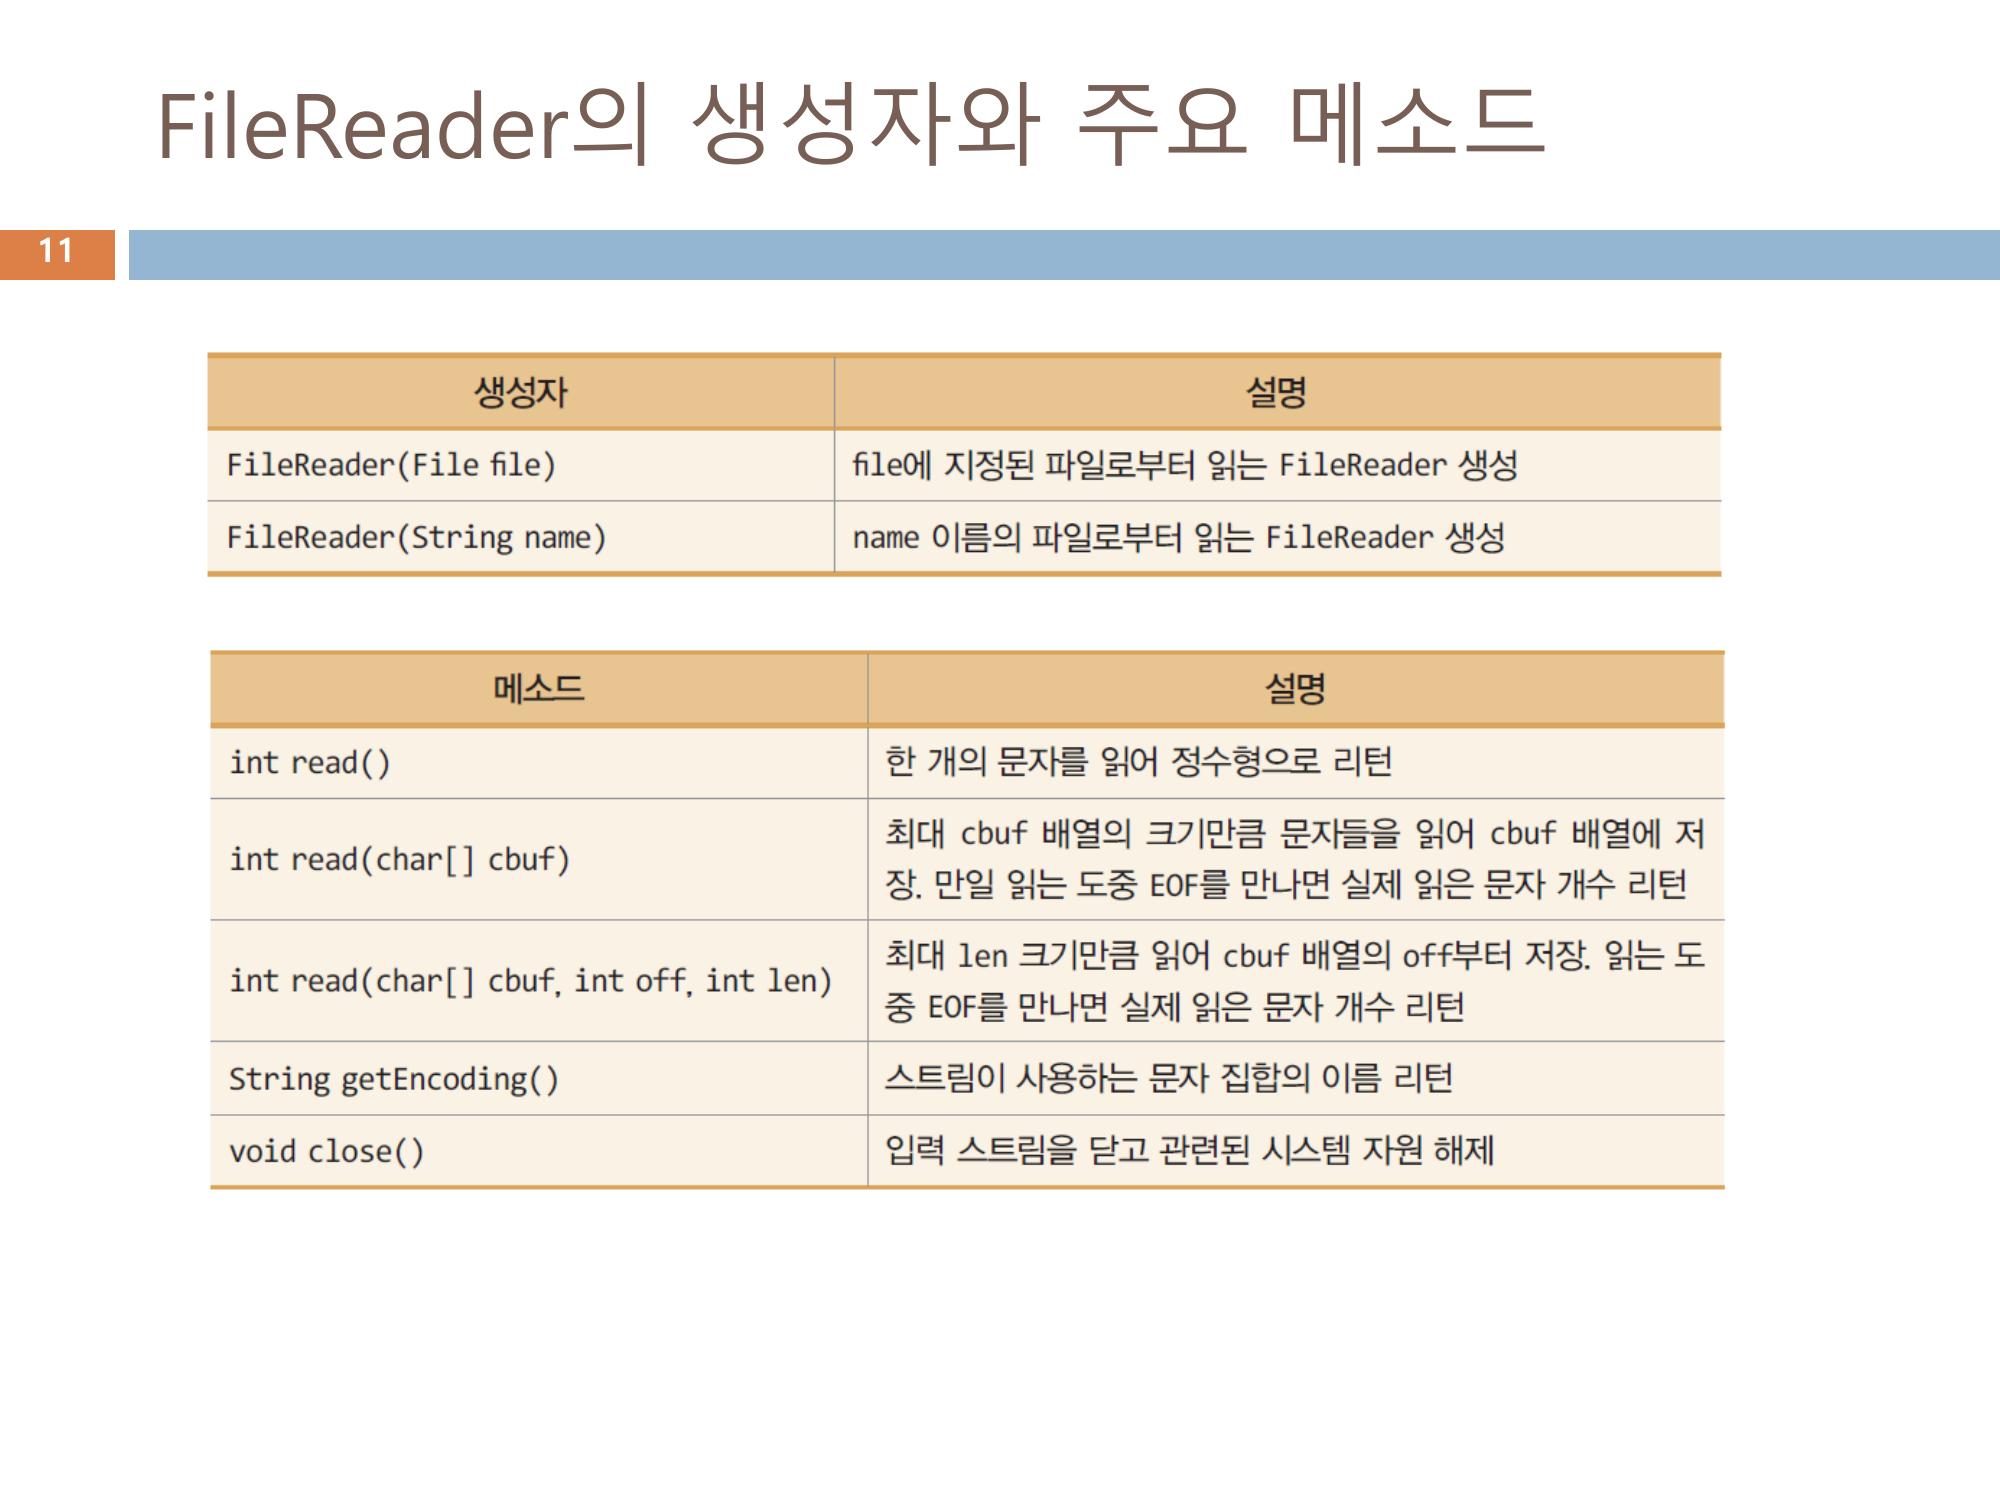 FileReader의 생성자와 주요 메소드
11
생성자 설명
FileReader(File file) file에 지정된 파일로부터 읽는 FileReader 생성
FileReader(String name) name 이름의 파일로부터 읽는 FileReader 생성
메소드 설명
int read() 한 개의 문자를 읽어 정수형으로 리턴
int read(char[] cbuf) 최대 cbuf 배열의 크기만큼 문자들을 읽어 cbuf 배열에 저
장. 만일 읽는 도중 EOF를 만나면 실제 읽은 문자 개수 리턴
int read(char[] cbuf, int off, int len) 최대 len 크기만큼 읽어 cbuf 배열의 off부터 저장. 읽는 도
중 EOF를 만나면 실제 읽은 문자 개수 리턴
String getEncoding() 스트림이 사용하는 문자 집합의 이름 리턴
void close() 입력 스트림을 닫고 관련된 시스템 자원 해제